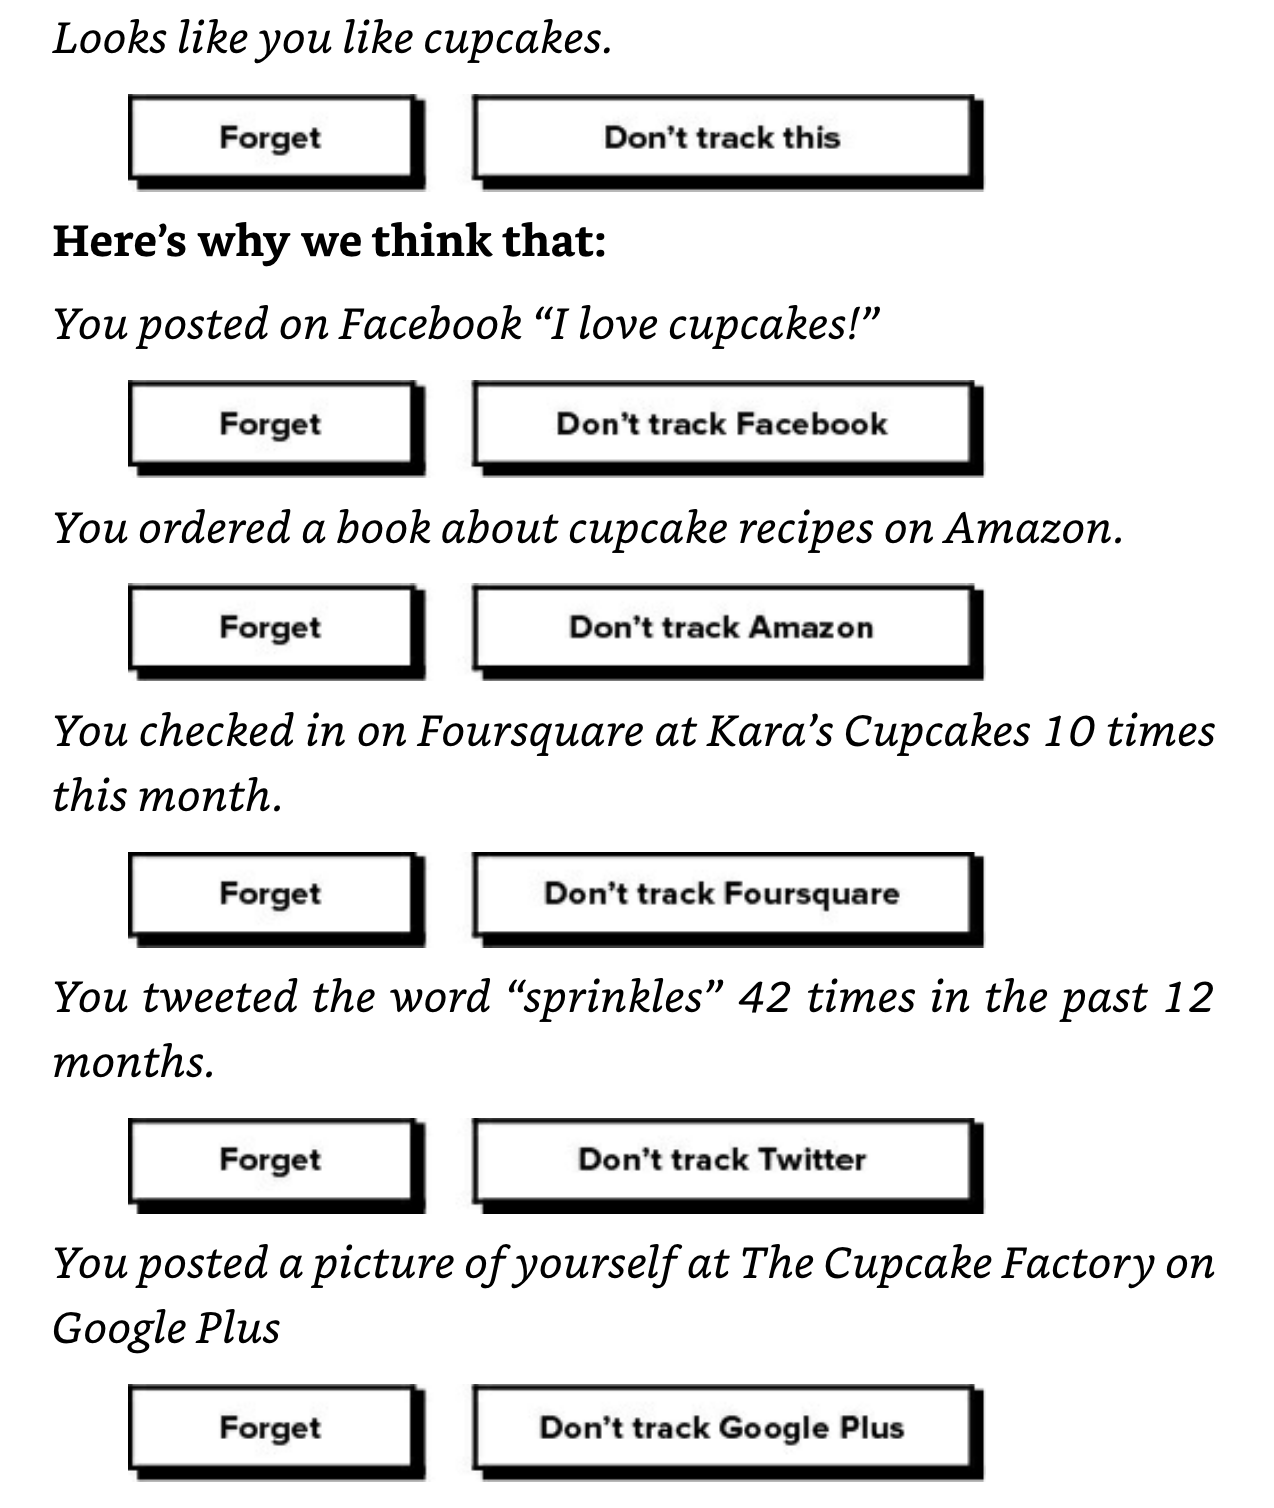 Looks like you like cupcakes.
Forget Don’t track this
Here’s why we think that:
You posted on Facebook “I love cupcakes!”
Forget Don’t track Facebook
You ordered a book about cupcake recipes on Amazon.
Forget Don’t track Amazon
You checked in on Foursquare at Kara’s Cupcakes 10 times
this month.
Forget Don’t track Foursquare
You tweeted the word “sprinkles” 42 times in the past 12
months.
Forget Don’t track Twitter
You posted a picture of yourself at The Cupcake Factory on
Google Plus
Forget Don’t track Google Plus